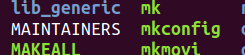 lib_generic mk
MAINTAINERS mkconfig
MAKEALL mkmovi